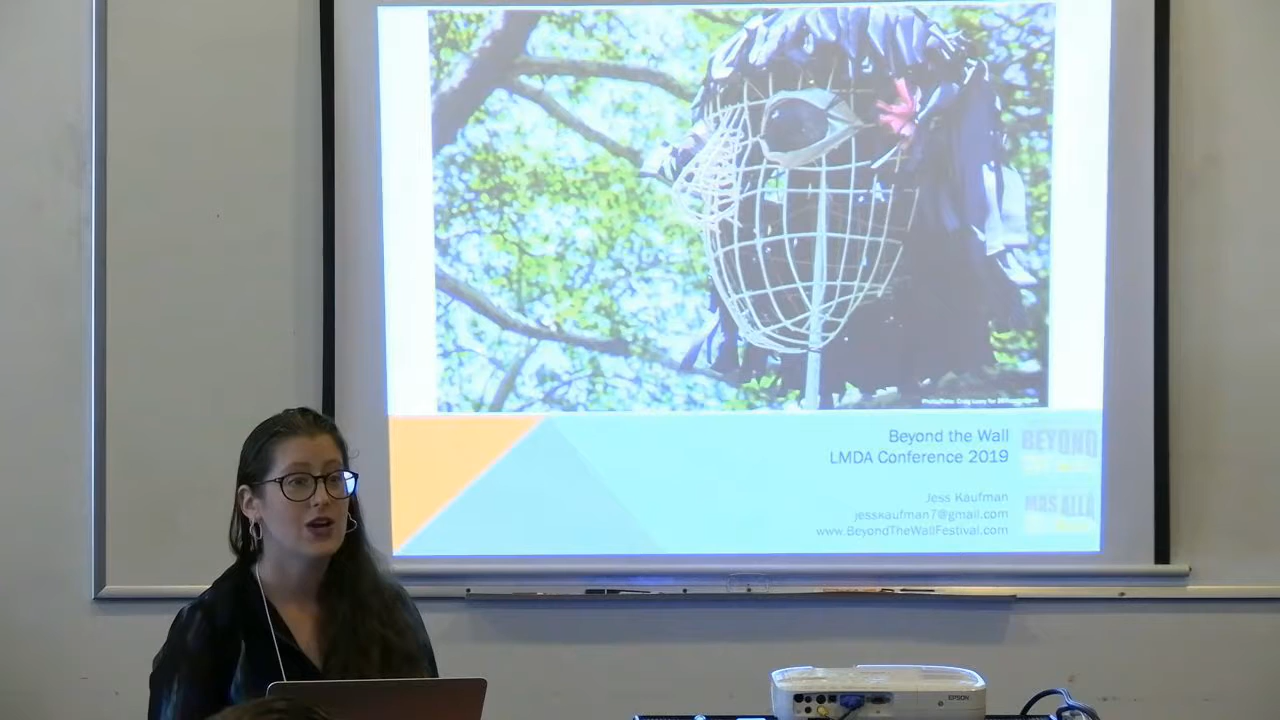 Beyond the Wall
LMDA Conference 2019
BEYOND
Jess Kaufman
MAS ALLÁ
jesskaufman7@gmail.com
www.BeyondTheWallFestival.com
EPSON